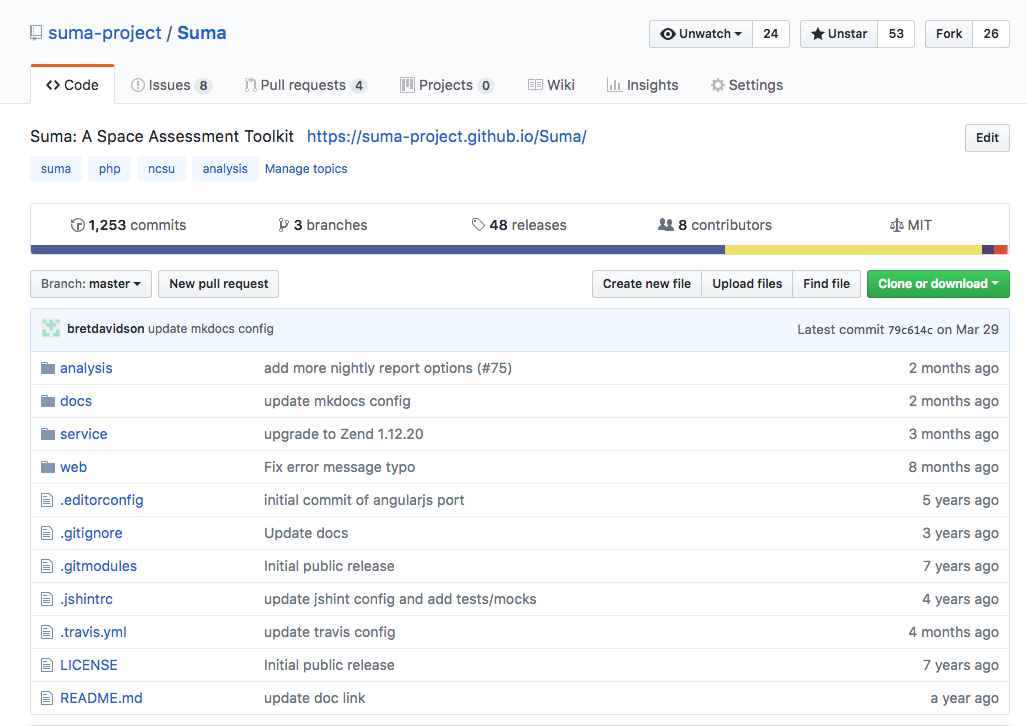 suma-project / Suma Unwatch 24 Unstar 53 Fork 26
Code Issues 8 Pull requests 4 Projects 0 Wiki Insights Settings
Suma: A Space Assessment Toolkit https://suma-project.github.io/Suma/ Edit
suma php ncsu analysis Manage topics
1,253 commits 3 branches 48 releases 8 contributors MIT
Branch: master New pull request Create new file Upload files Find file Clone or download
bretdavidson update mkdocs config Latest commit 79c614c on Mar 29
analysis add more nightly report options (#75) 2 months ago
docs update mkdocs config 2 months ago
service upgrade to Zend 1.12.20 3 months ago
web Fix error message typo 8 months ago
.editorconfig initial commit of angularjs port 5 years ago
.gitignore Update docs 3 years ago
.gitmodules Initial public release 7 years ago
.jshintrc update jshint config and add tests/mocks 4 years ago
.travis.yml update travis config 4 months ago
LICENSE Initial public release 7 years ago
README.md update doc link a year ago